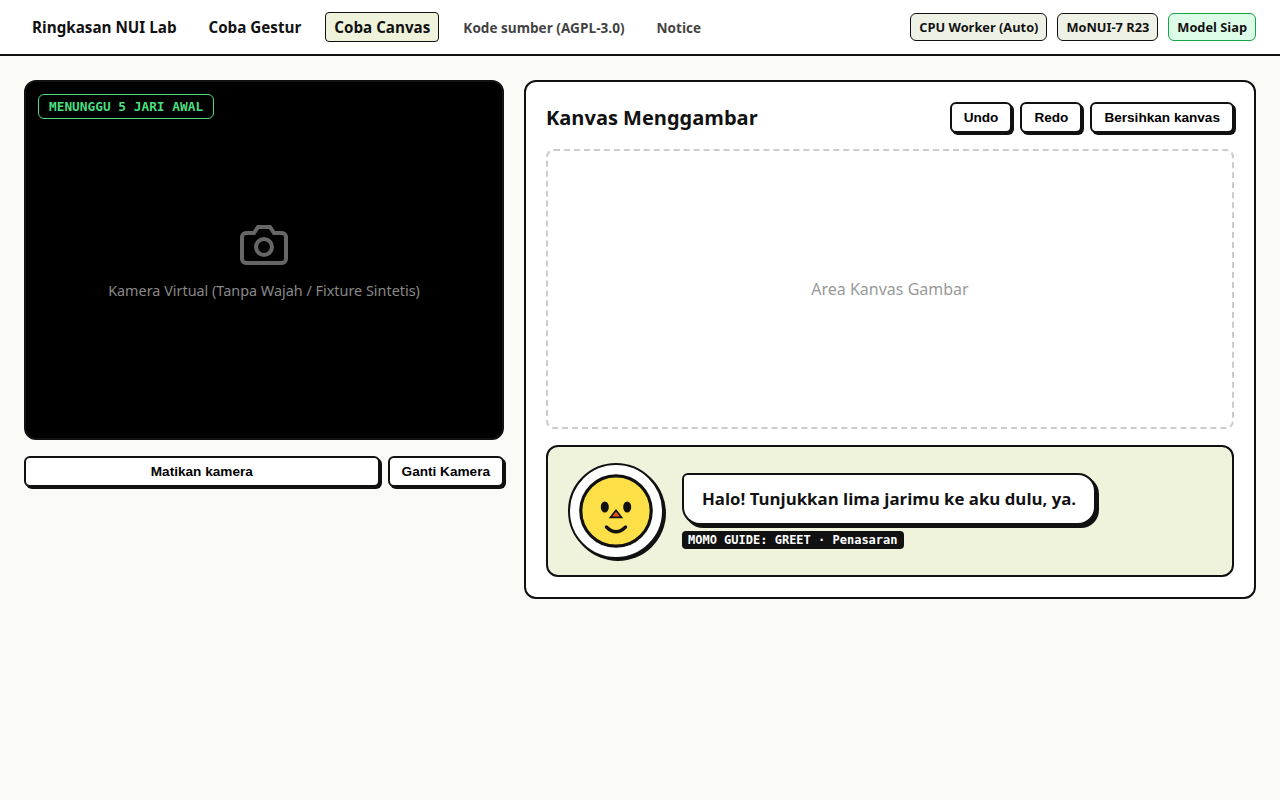 Ringkasan NUI Lab
Coba Gestur
Coba Canvas
Kode sumber (AGPL-3.0)
Notice
CPU Worker (Auto)
MoNUI-7 R23
Model Siap
MENUNGGU 5 JARI AWAL
Kamera Virtual (Tanpa Wajah / Fixture Sintetis)
Matikan kamera
Ganti Kamera
Kanvas Menggambar
Undo
Redo
Bersihkan kanvas
Area Kanvas Gambar
Halo! Tunjukkan lima jarimu ke aku dulu, ya.
MOMO GUIDE: GREET · Penasaran